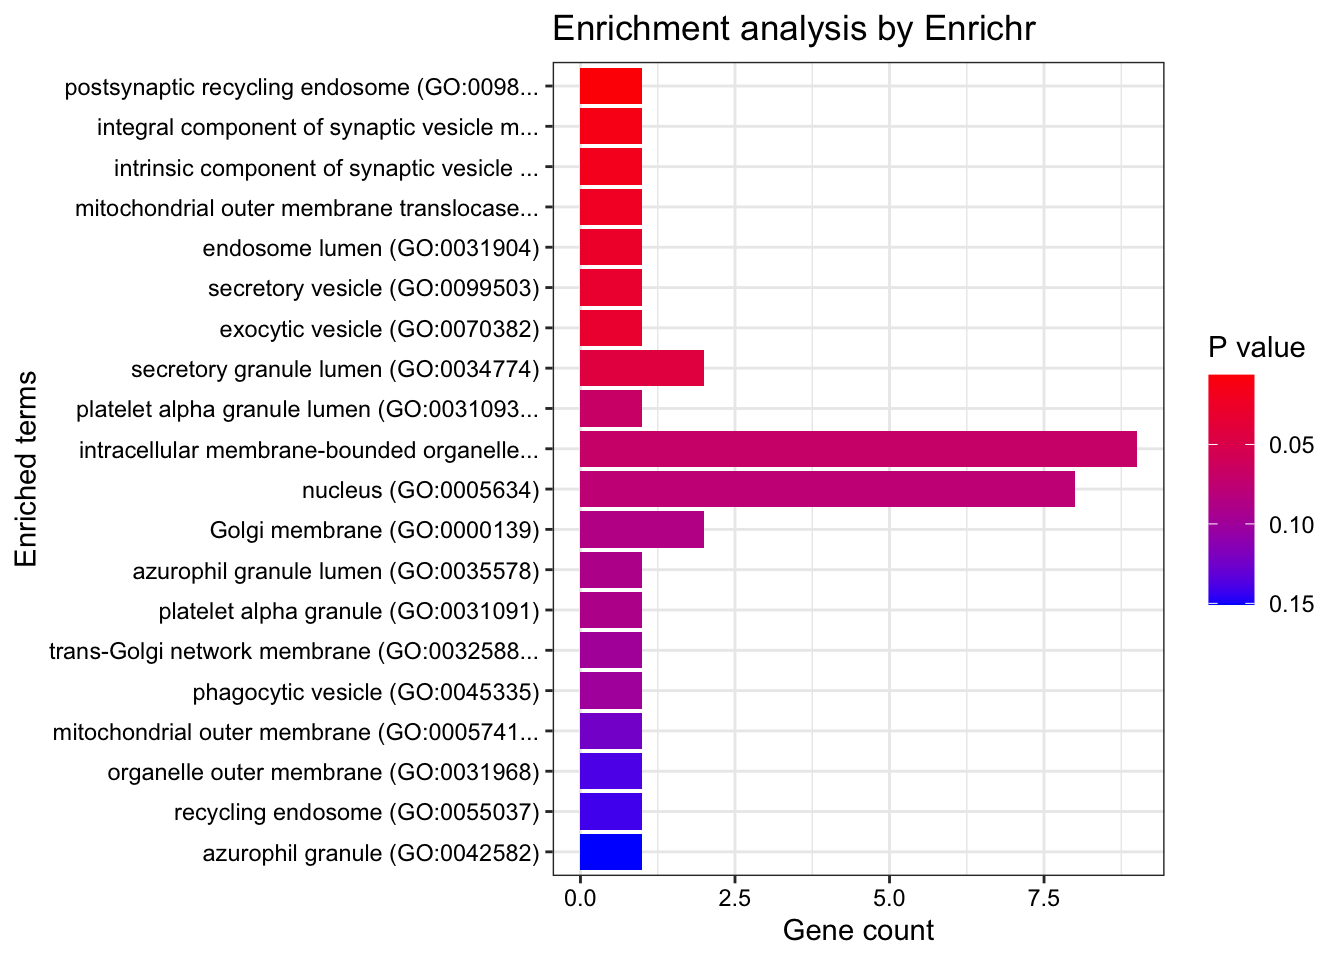 Enrichment analysis by Enrichr
postsynaptic recycling endosome (GO:0098...
integral component of synaptic vesicle m...
intrinsic component of synaptic vesicle ...
mitochondrial outer membrane translocase...
endosome lumen (GO:0031904)
secretory vesicle (GO:0099503)
exocytic vesicle (GO:0070382)
secretory granule lumen (GO:0034774)
platelet alpha granule lumen (GO:0031093...
intracellular membrane-bounded organelle...
nucleus (GO:0005634)
Golgi membrane (GO:0000139)
azurophil granule lumen (GO:0035578)
platelet alpha granule (GO:0031091)
trans-Golgi network membrane (GO:0032588...
phagocytic vesicle (GO:0045335)
mitochondrial outer membrane (GO:0005741...
organelle outer membrane (GO:0031968)
recycling endosome (GO:0055037)
azurophil granule (GO:0042582)
Enriched terms
0.0 2.5 5.0 7.5
Gene count
P value
0.05
0.10
0.15